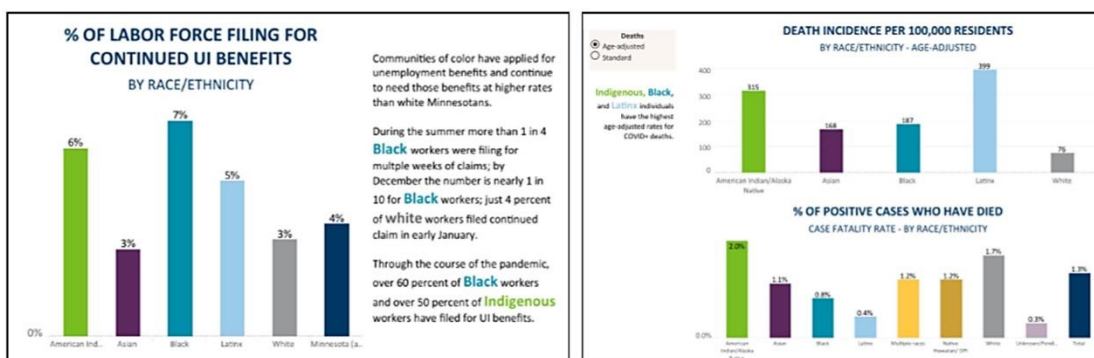 % OF LABOR FORCE FILING FOR
CONTINUED UI BENEFITS
BY RACE/ETHNICITY
6%
3%
7%
5%
3%
4%
0%
American Ind..
Asian
Black
Latinx
White
Minnesota (a..
Communities of color have applied for
unemployment benefits and continue
to need those benefits at higher rates
than white Minnesotans.
During the summer more than 1 in 4
Black workers were filing for
multple weeks of claims; by
December the number is nearly 1 in
10 for Black workers; just 4 percent
of white workers filed continued
claim in early January.
Through the course of the pandemic,
over 60 percent of Black workers
and over 50 percent of Indigenous
workers have filed for UI benefits.
Deaths
Age-adjusted
Standard
Indigenous, Black,
and Latinx individuals
have the highest
age-adjusted rates for
COVID+ deaths.
DEATH INCIDENCE PER 100,000 RESIDENTS
BY RACE/ETHNICITY - AGE-ADJUSTED
400
300
200
100
0
315
168
187
399
76
American Indian/Alaska
Native
Asian
Black
Latinx
White
% OF POSITIVE CASES WHO HAVE DIED
CASE FATALITY RATE - BY RACE/ETHNICITY
2.0%
1.1%
0.8%
0.4%
1.2%
1.2%
1.7%
0.3%
1.3%
0.0%
American
Indian/Alaska
Asian
Black
Latinx
Multiple races
Native
White
Total